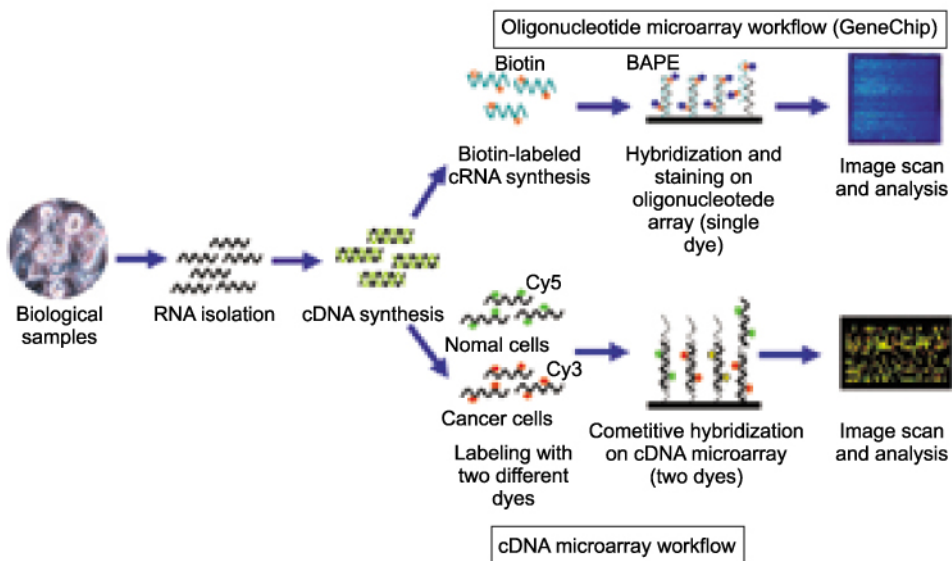 Oligonucleotide microarray workflow (GeneChip)
Biotin
BAPE
Biotin-labeled
cRNA synthesis
Hybridization and
staining on
oligonucleotede
array (single
dye)
Image scan
and analysis
Biological
samples
RNA isolation
cDNA synthesis
Cy5
Nomal cells
Cy3
Cancer cells
Labeling with
two different
dyes
Cometitive hybridization
on cDNA microarray
(two dyes)
Image scan
and analysis
cDNA microarray workflow